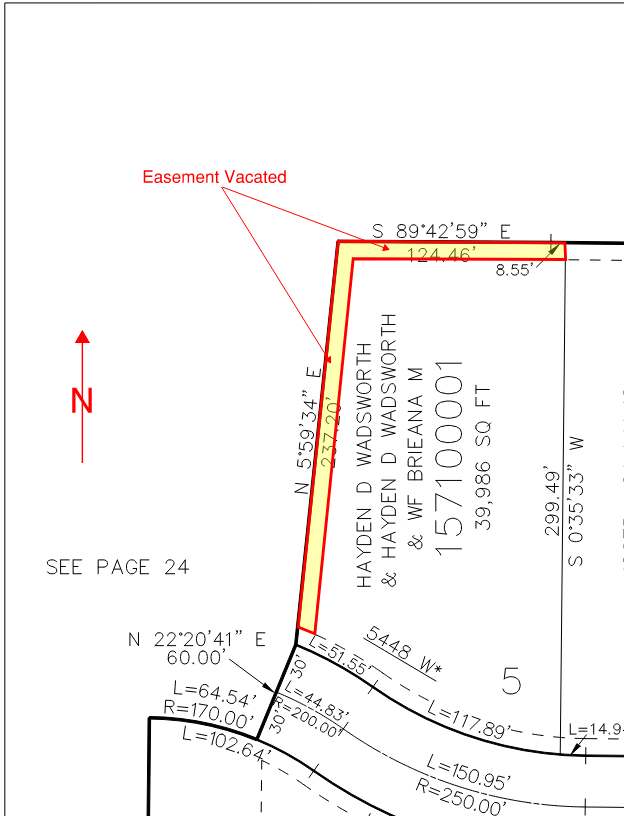 Easement Vacated
S 89°42'59" E
124.46'
8.55'
N
N 5°59'34" E
237.20'
HAYDEN D WADSWORTH
& HAYDEN D WADSWORTH
& WF BRIEANA M
157100001
39,986 SQ FT
299.49'
S 0°35'33" W
SEE PAGE 24
N 22°20'41" E
60.00'
L=51.55'
5448 W*
5
30'
30'
L=64.54'
R=170.00'
L=44.83'
R=200.00'
L=117.89'
L=14.9
L=102.64'
L=150.95'
R=250.00'